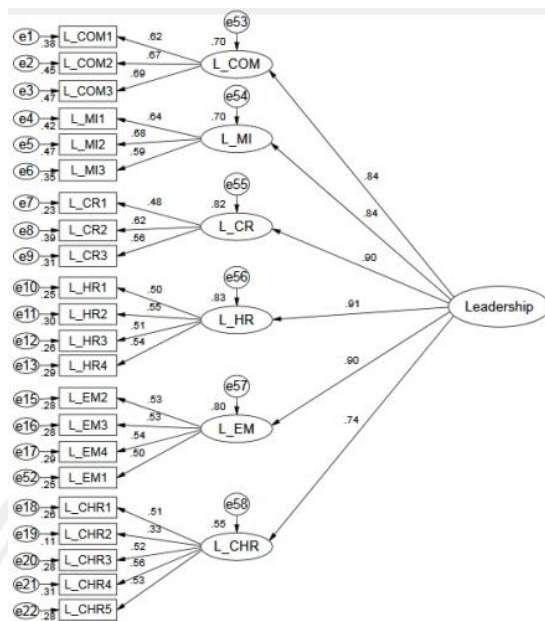 e53
e1 .38 L_COM1 .62 .70
e2 .45 L_COM2 .67 L_COM
e3 .47 L_COM3 .69
e54
e4 .42 L_MI1 .64 .70 .84
e5 .47 L_MI2 .68 L_MI
e6 .35 L_MI3 .59
e55 .84
e7 .23 L_CR1 .48 .82
e8 .39 L_CR2 .62 L_CR
e9 .31 L_CR3 .56 .90
e56
e10 .25 L_HR1 .50 .83 Leadership
e11 .30 L_HR2 .55 L_HR .91
e12 .26 L_HR3 .51
e13 .29 L_HR4 .54
e57 .90
e15 .28 L_EM2 .53 .80
e16 .28 L_EM3 .53 L_EM .74
e17 .29 L_EM4 .54
e52 .25 L_EM1 .50
e58
e18 .26 L_CHR1 .51 .55
e19 .11 L_CHR2 .33 L_CHR
e20 .28 L_CHR3 .52
e21 .31 L_CHR4 .56
e22 .28 L_CHR5 .53